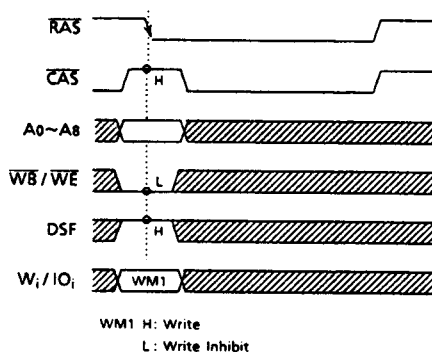 RAS
CAS
H
A0~A8
WB / WE
L
DSF
H
Wi / IOi
WM1
WM1 H: Write
L: Write Inhibit